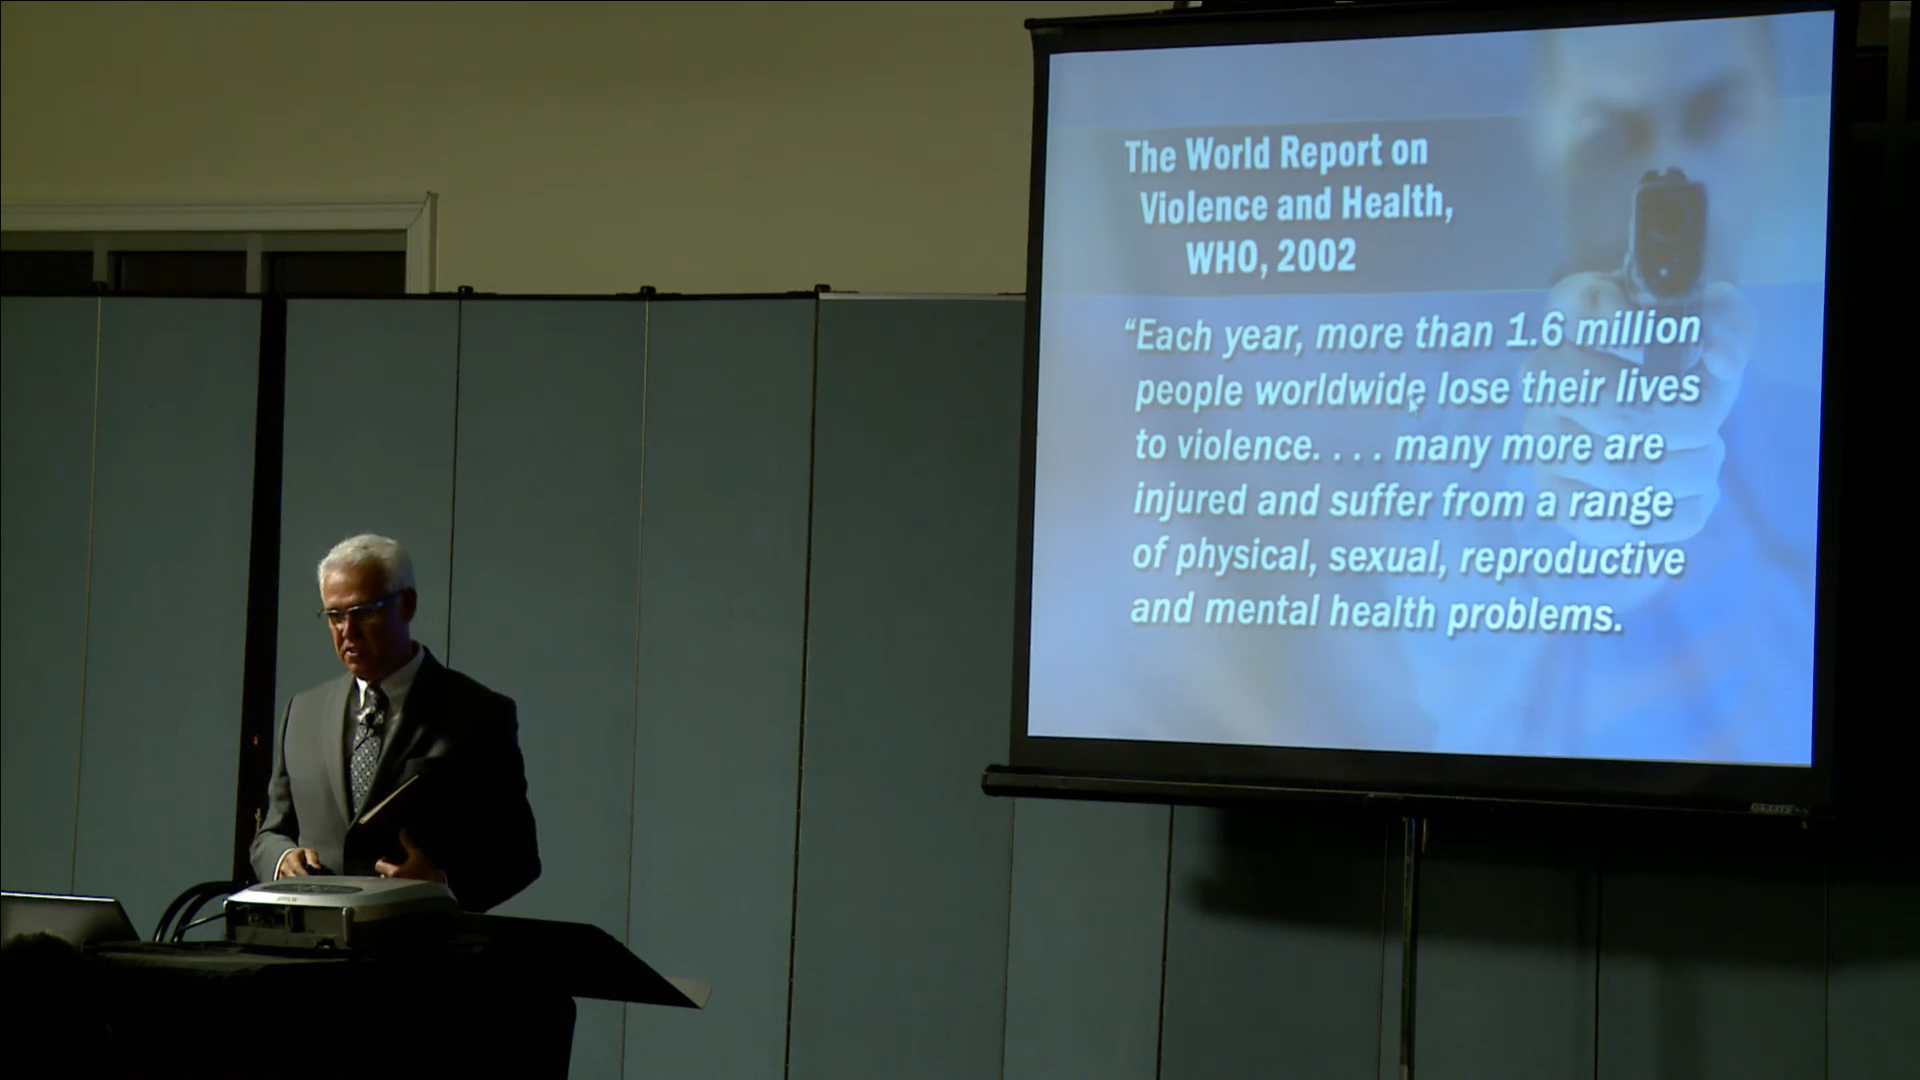 The World Report on
Violence and Health,
WHO, 2002
“Each year, more than 1.6 million
people worldwide lose their lives
to violence. . . . many more are
injured and suffer from a range
of physical, sexual, reproductive
and mental health problems.
EPSON